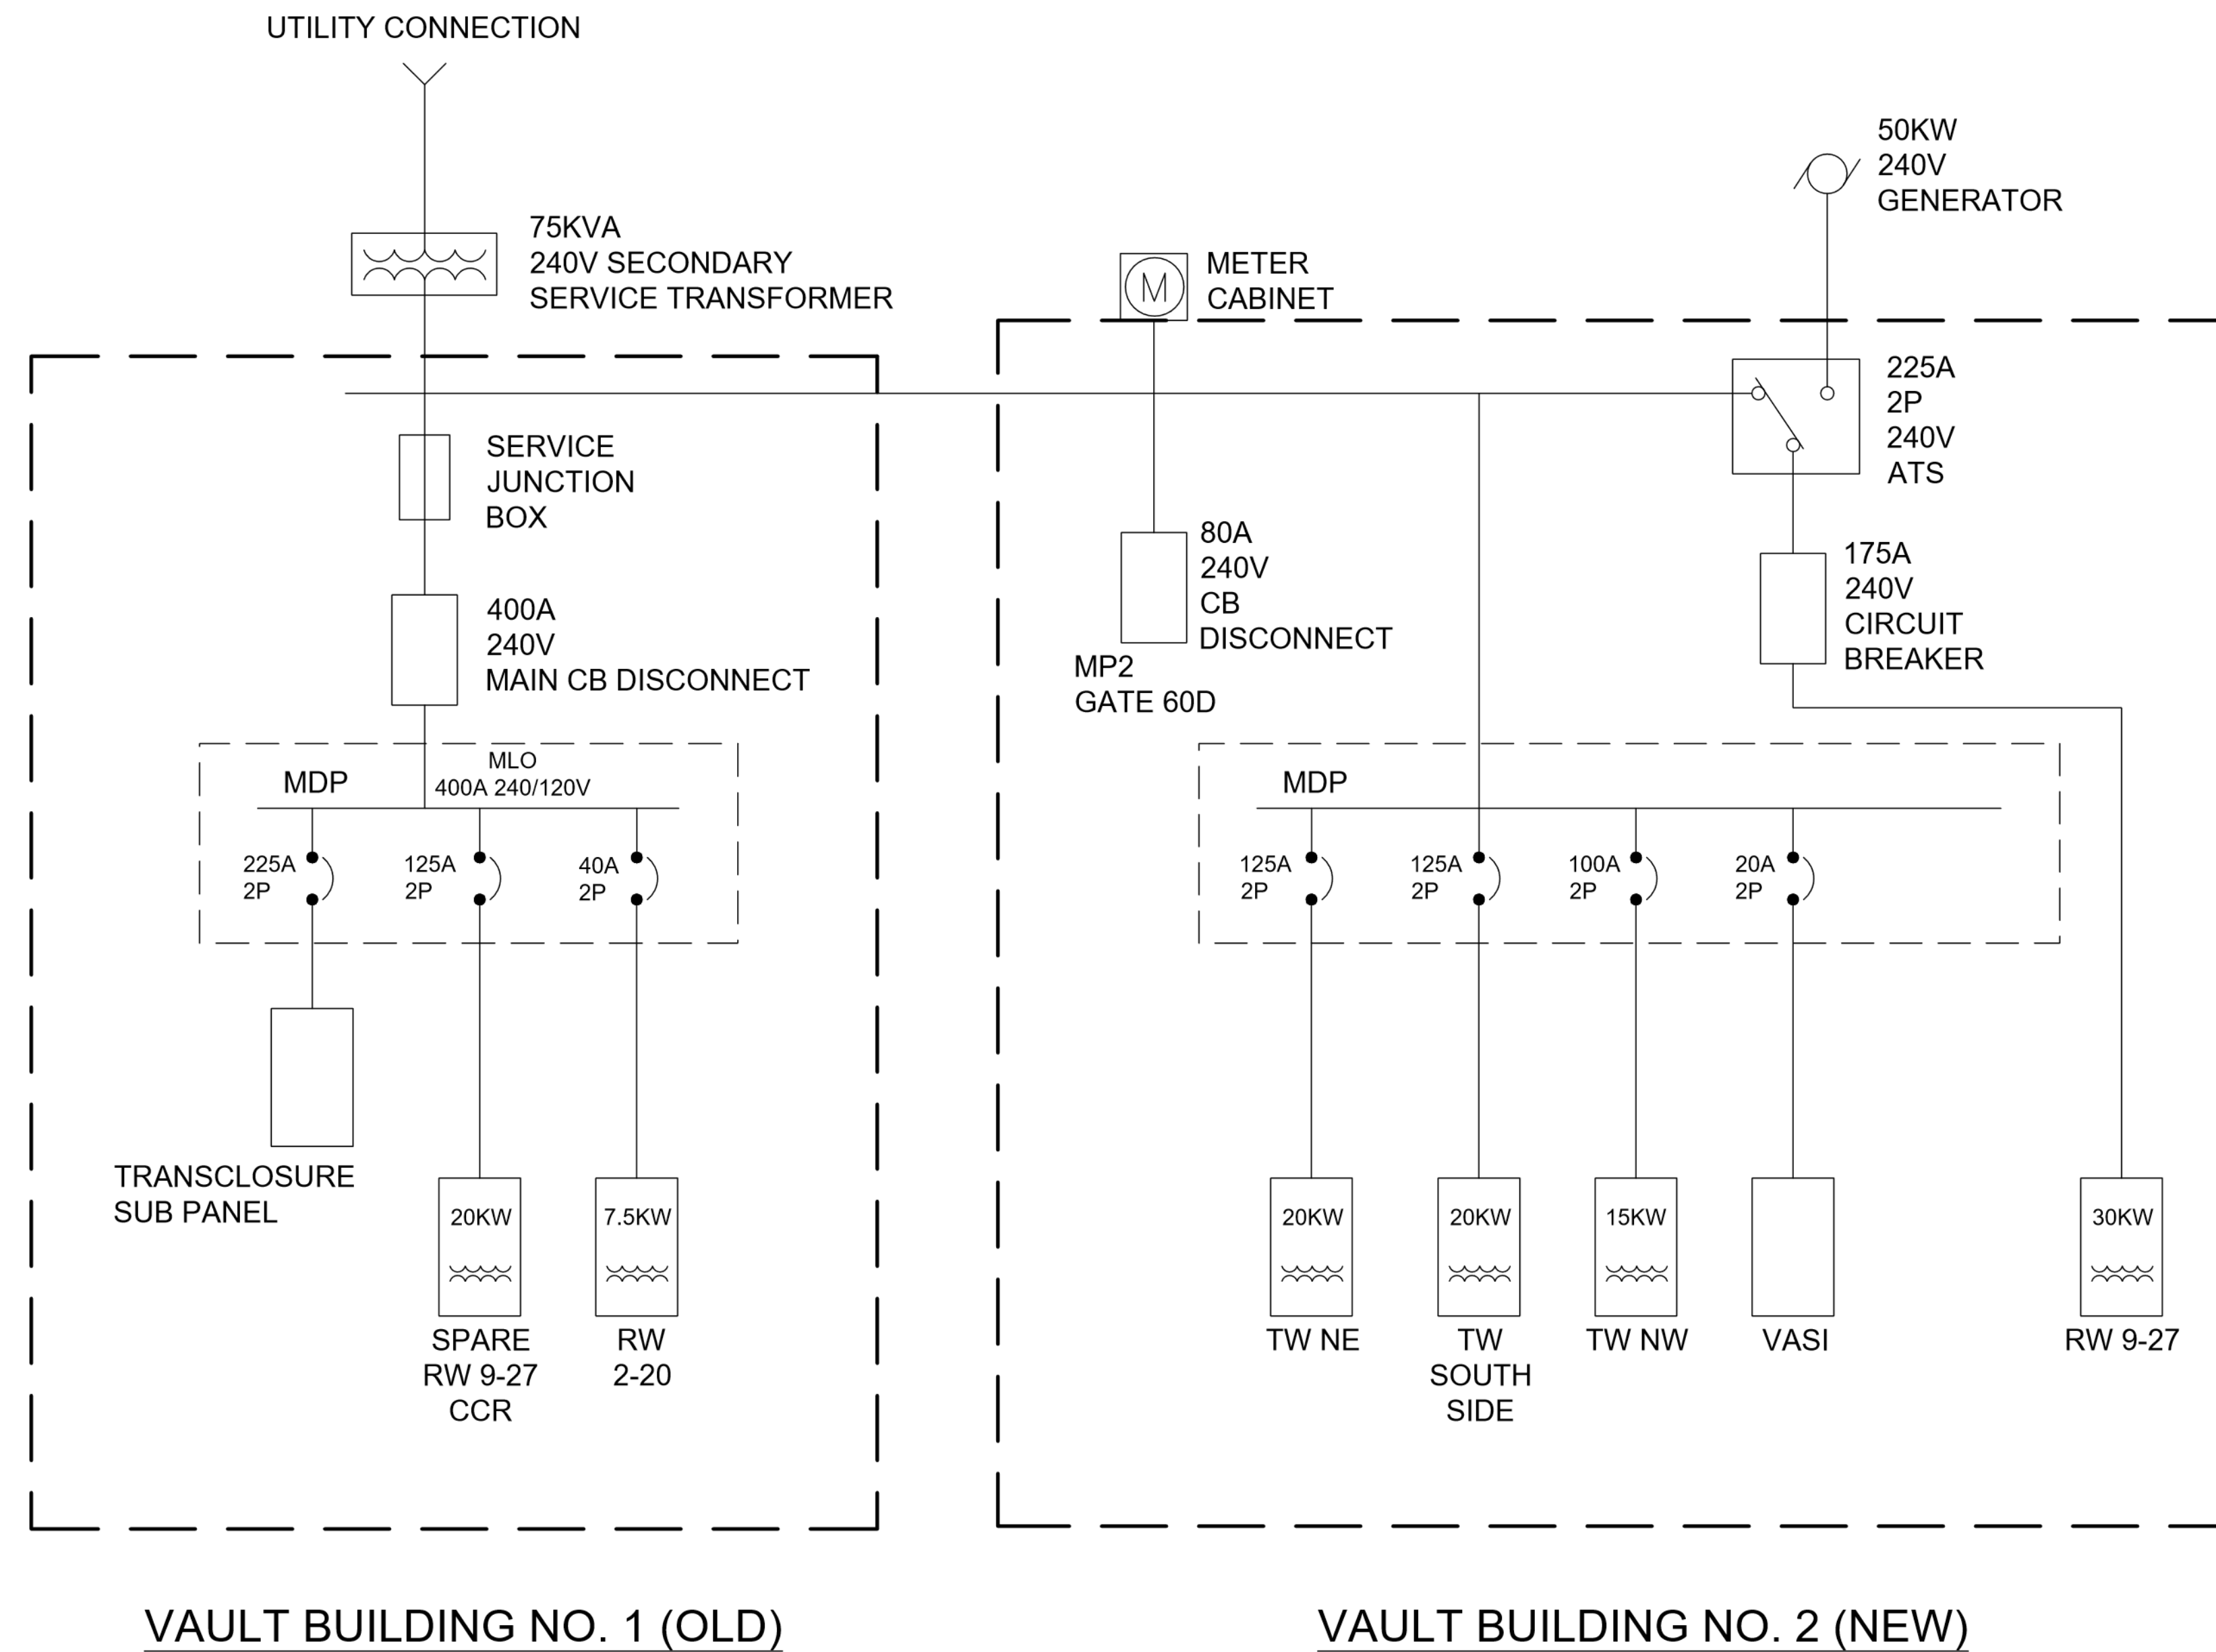 UTILITY CONNECTION
75KVA
240V SECONDARY
SERVICE TRANSFORMER
SERVICE
JUNCTION
BOX
400A
240V
MAIN CB DISCONNECT
MDP
MLO
400A 240/120V
225A
2P
125A
2P
40A
2P
TRANSCLOSURE
SUB PANEL
20KW
SPARE
RW 9-27
CCR
7.5KW
RW
2-20
VAULT BUILDING NO. 1 (OLD)
M
METER
CABINET
50KW
240V
GENERATOR
225A
2P
240V
ATS
80A
240V
CB
DISCONNECT
MP2
GATE 60D
175A
240V
CIRCUIT
BREAKER
MDP
125A
2P
125A
2P
100A
2P
20A
2P
20KW
TW NE
20KW
TW
SOUTH
SIDE
15KW
TW NW
VASI
30KW
RW 9-27
VAULT BUILDING NO. 2 (NEW)